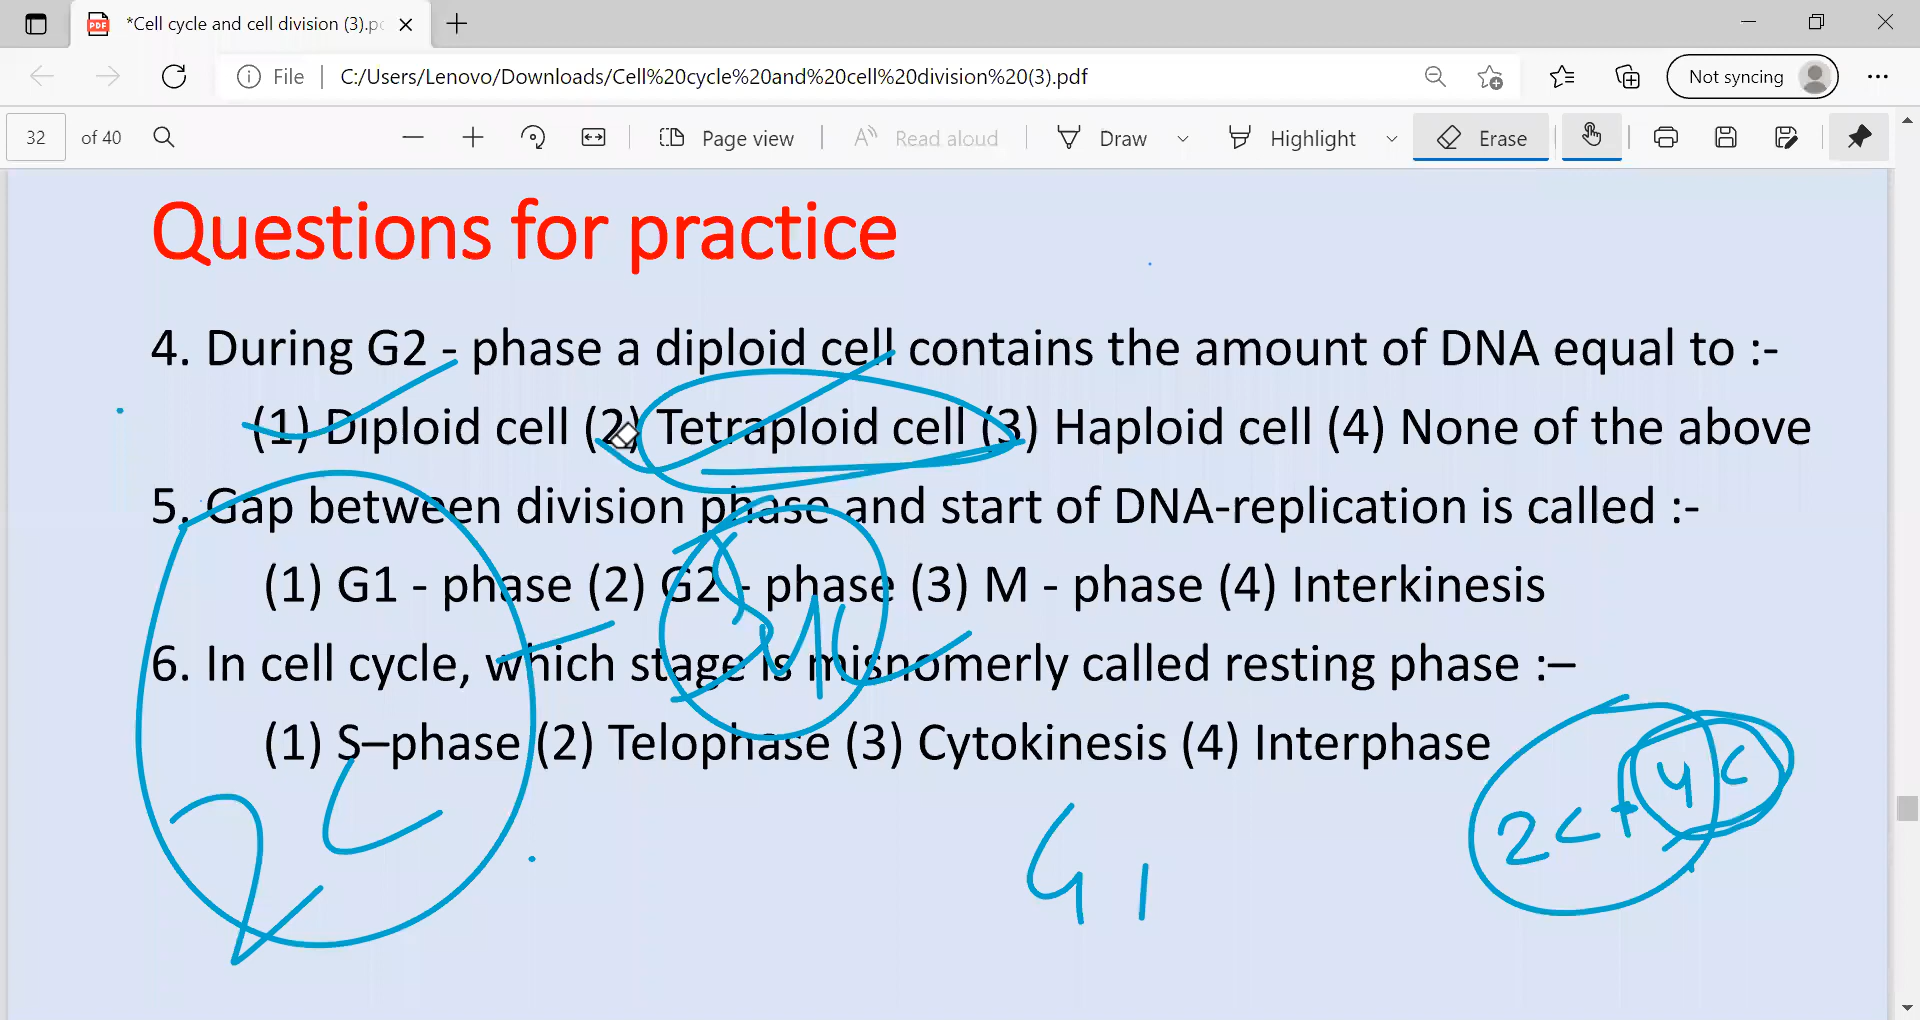 *Cell cycle and cell division (3).pd
File | C:/Users/Lenovo/Downloads/Cell%20cycle%20and%20cell%20division%20(3).pdf
Not syncing
32 of 40
Page view
Read aloud
Draw
Highlight
Erase
Questions for practice
4. During G2 - phase a diploid cell contains the amount of DNA equal to :-
(1) Diploid cell (2) Tetraploid cell (3) Haploid cell (4) None of the above
5. Gap between division phase and start of DNA-replication is called :-
(1) G1 - phase (2) G2 - phase (3) M - phase (4) Interkinesis
6. In cell cycle, which stage is misnomerly called resting phase :–
(1) S–phase (2) Telophase (3) Cytokinesis (4) Interphase
2C
S
4C
G1
2C+4C